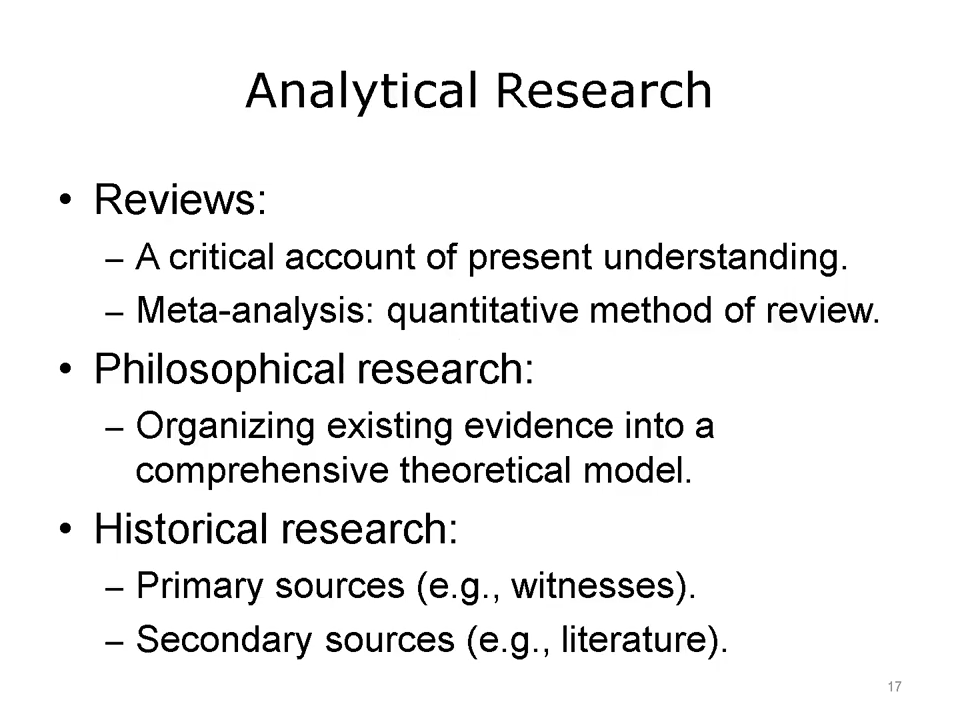 Analytical Research
• Reviews:
– A critical account of present understanding.
– Meta-analysis: quantitative method of review.
• Philosophical research:
– Organizing existing evidence into a
comprehensive theoretical model.
• Historical research:
– Primary sources (e.g., witnesses).
– Secondary sources (e.g., literature).
17